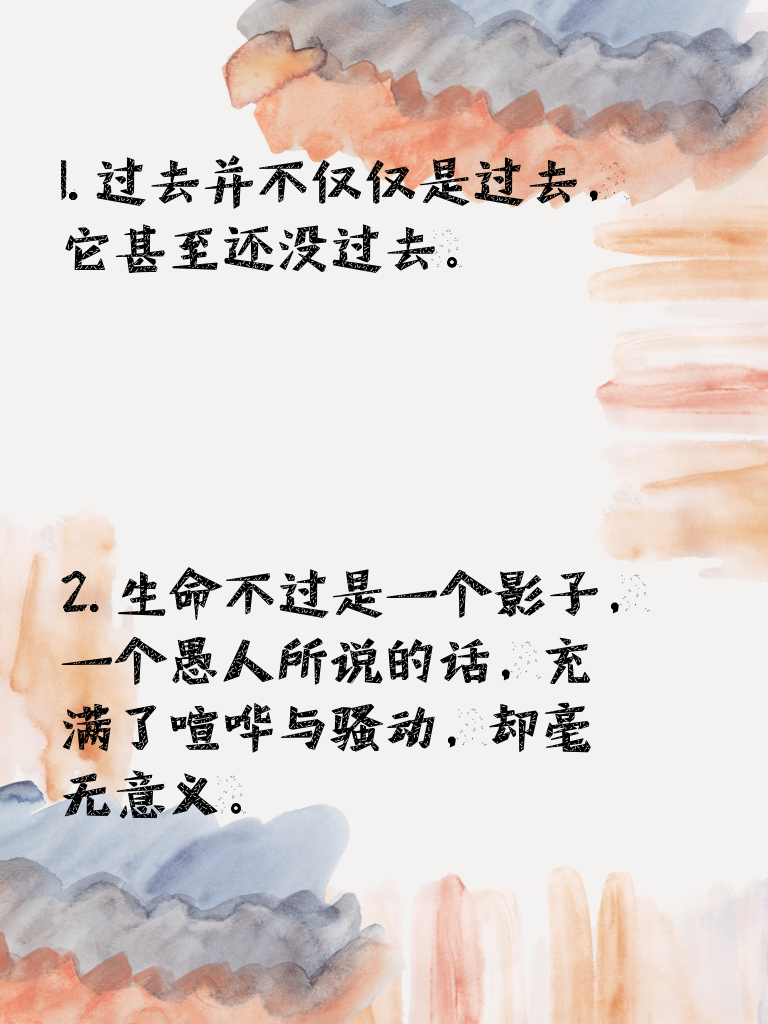 1. 过去并不仅仅是过去，
它甚至还没过去。
2. 生命不过是一个影子，
一个愚人所说的话，充
满了喧哗与骚动，却毫
无意义。